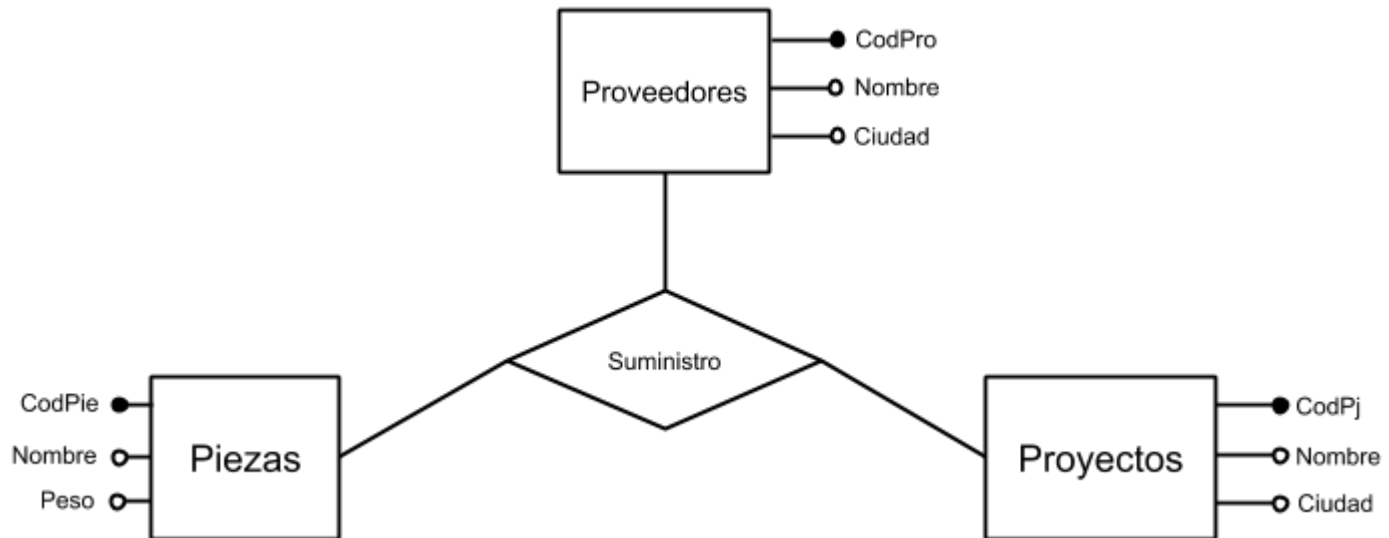 Proveedores
CodPro
Nombre
Ciudad
Suministro
CodPie
Nombre
Peso
Piezas
Proyectos
CodPj
Nombre
Ciudad